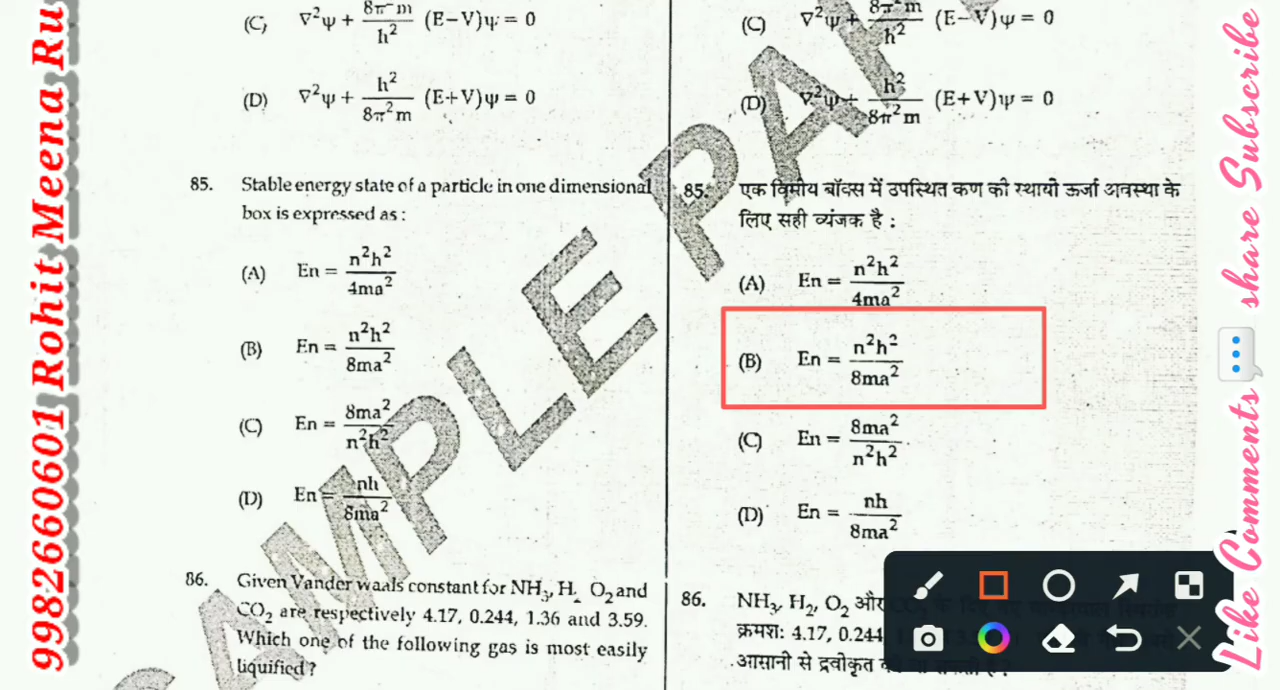 9982660601 Rohit Meena Ru
(C) ∇²ψ + 8π²m/h² (E−V)ψ = 0
(D) ∇²ψ + h²/8π²m (E+V)ψ = 0
85. Stable energy state of a particle in one dimensional
box is expressed as :
(A) En = n²h²/4ma²
(B) En = n²h²/8ma²
(C) En = 8ma²/n²h²
(D) En = nh/8ma²
86. Given Vander waals constant for NH₃, H₂ O₂ and
CO₂ are respectively 4.17, 0.244, 1.36 and 3.59.
Which one of the following gas is most easily
liquified ?
(C) ∇²ψ + 8π²m/h² (E−V)ψ = 0
(D) ∇²ψ + h²/8π²m (E+V)ψ = 0
85. एक विमीय बॉक्स में उपस्थित कण की स्थायी ऊर्जा अवस्था के
लिए सही व्यंजक है :
(A) En = n²h²/4ma²
(B) En = n²h²/8ma²
(C) En = 8ma²/n²h²
(D) En = nh/8ma²
86. NH₃, H₂, O₂ और
क्रमशः 4.17, 0.244
आसानी से द्रवीकृत
SAMPLE PA
Like Comments share Subscribe